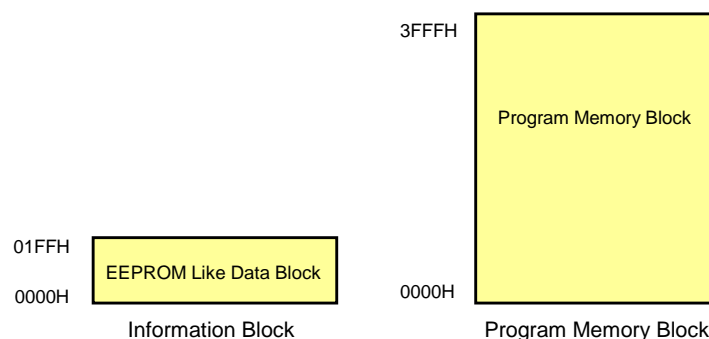 3FFFH
Program Memory Block
01FFH
EEPROM Like Data Block
0000H
0000H
Information Block
Program Memory Block